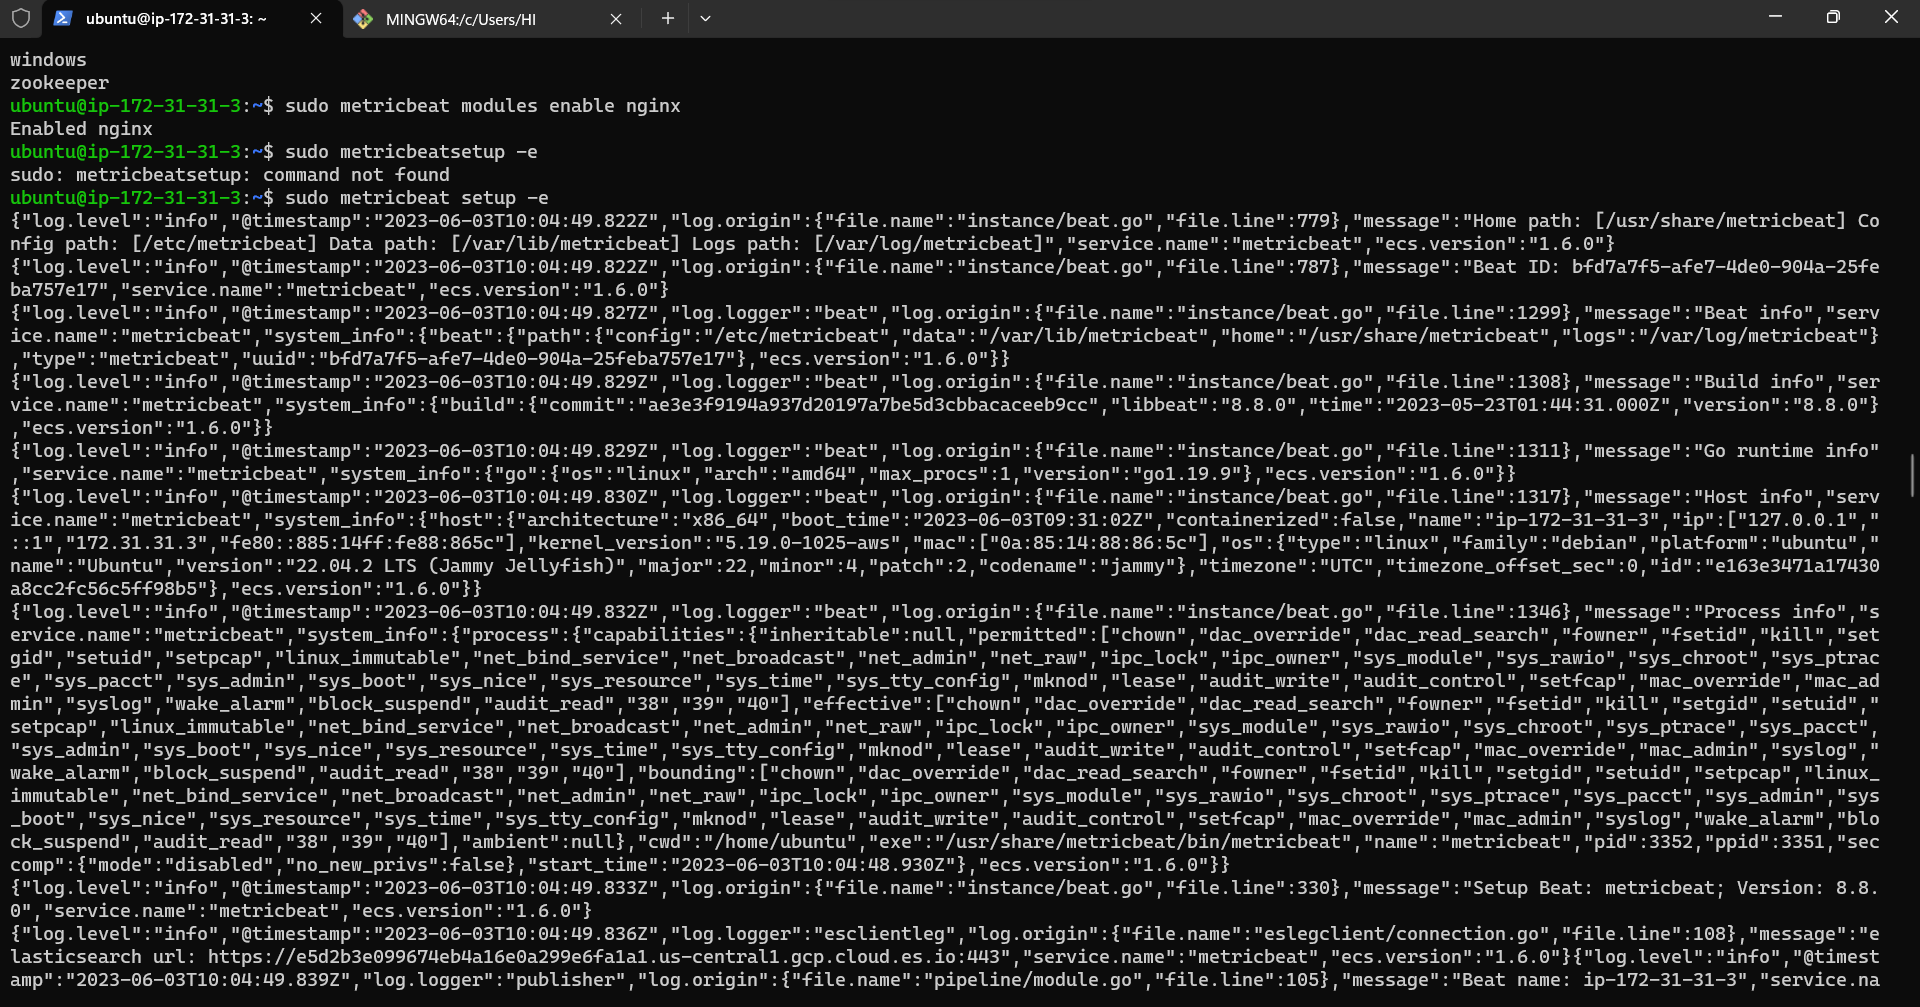 ubuntu@ip-172-31-31-3: ~
MINGW64:/c/Users/HI
windows
zookeeper
ubuntu@ip-172-31-31-3:~$ sudo metricbeat modules enable nginx
Enabled nginx
ubuntu@ip-172-31-31-3:~$ sudo metricbeatsetup -e
sudo: metricbeatsetup: command not found
ubuntu@ip-172-31-31-3:~$ sudo metricbeat setup -e
{"log.level":"info","@timestamp":"2023-06-03T10:04:49.822Z","log.origin":{"file.name":"instance/beat.go","file.line":779},"message":"Home path: [/usr/share/metricbeat] Co
nfig path: [/etc/metricbeat] Data path: [/var/lib/metricbeat] Logs path: [/var/log/metricbeat]","service.name":"metricbeat","ecs.version":"1.6.0"}
{"log.level":"info","@timestamp":"2023-06-03T10:04:49.822Z","log.origin":{"file.name":"instance/beat.go","file.line":787},"message":"Beat ID: bfd7a7f5-afe7-4de0-904a-25fe
ba757e17","service.name":"metricbeat","ecs.version":"1.6.0"}
{"log.level":"info","@timestamp":"2023-06-03T10:04:49.827Z","log.logger":"beat","log.origin":{"file.name":"instance/beat.go","file.line":1299},"message":"Beat info","serv
ice.name":"metricbeat","system_info":{"beat":{"path":{"config":"/etc/metricbeat","data":"/var/lib/metricbeat","home":"/usr/share/metricbeat","logs":"/var/log/metricbeat"}
,"type":"metricbeat","uuid":"bfd7a7f5-afe7-4de0-904a-25feba757e17"},"ecs.version":"1.6.0"}}
{"log.level":"info","@timestamp":"2023-06-03T10:04:49.829Z","log.logger":"beat","log.origin":{"file.name":"instance/beat.go","file.line":1308},"message":"Build info","ser
vice.name":"metricbeat","system_info":{"build":{"commit":"ae3e3f9194a937d20197a7be5d3cbbacaceeb9cc","libbeat":"8.8.0","time":"2023-05-23T01:44:31.000Z","version":"8.8.0"}
,"ecs.version":"1.6.0"}}
{"log.level":"info","@timestamp":"2023-06-03T10:04:49.829Z","log.logger":"beat","log.origin":{"file.name":"instance/beat.go","file.line":1311},"message":"Go runtime info"
,"service.name":"metricbeat","system_info":{"go":{"os":"linux","arch":"amd64","max_procs":1,"version":"go1.19.9"},"ecs.version":"1.6.0"}}
{"log.level":"info","@timestamp":"2023-06-03T10:04:49.830Z","log.logger":"beat","log.origin":{"file.name":"instance/beat.go","file.line":1317},"message":"Host info","serv
ice.name":"metricbeat","system_info":{"host":{"architecture":"x86_64","boot_time":"2023-06-03T09:31:02Z","containerized":false,"name":"ip-172-31-31-3","ip":["127.0.0.1","
::1","172.31.31.3","fe80::885:14ff:fe88:865c"],"kernel_version":"5.19.0-1025-aws","mac":["0a:85:14:88:86:5c"],"os":{"type":"linux","family":"debian","platform":"ubuntu","
name":"Ubuntu","version":"22.04.2 LTS (Jammy Jellyfish)","major":22,"minor":4,"patch":2,"codename":"jammy"},"timezone":"UTC","timezone_offset_sec":0,"id":"e163e3471a17430
a8cc2fc56c5ff98b5"},"ecs.version":"1.6.0"}}
{"log.level":"info","@timestamp":"2023-06-03T10:04:49.832Z","log.logger":"beat","log.origin":{"file.name":"instance/beat.go","file.line":1346},"message":"Process info","s
ervice.name":"metricbeat","system_info":{"process":{"capabilities":{"inheritable":null,"permitted":["chown","dac_override","dac_read_search","fowner","fsetid","kill","set
gid","setuid","setpcap","linux_immutable","net_bind_service","net_broadcast","net_admin","net_raw","ipc_lock","ipc_owner","sys_module","sys_rawio","sys_chroot","sys_ptrac
e","sys_pacct","sys_admin","sys_boot","sys_nice","sys_resource","sys_time","sys_tty_config","mknod","lease","audit_write","audit_control","setfcap","mac_override","mac_ad
min","syslog","wake_alarm","block_suspend","audit_read","38","39","40"],"effective":["chown","dac_override","dac_read_search","fowner","fsetid","kill","setgid","setuid","
setpcap","linux_immutable","net_bind_service","net_broadcast","net_admin","net_raw","ipc_lock","ipc_owner","sys_module","sys_rawio","sys_chroot","sys_ptrace","sys_pacct",
"sys_admin","sys_boot","sys_nice","sys_resource","sys_time","sys_tty_config","mknod","lease","audit_write","audit_control","setfcap","mac_override","mac_admin","syslog","
wake_alarm","block_suspend","audit_read","38","39","40"],"bounding":["chown","dac_override","dac_read_search","fowner","fsetid","kill","setgid","setuid","setpcap","linux_
immutable","net_bind_service","net_broadcast","net_admin","net_raw","ipc_lock","ipc_owner","sys_module","sys_rawio","sys_chroot","sys_ptrace","sys_pacct","sys_admin","sys
_boot","sys_nice","sys_resource","sys_time","sys_tty_config","mknod","lease","audit_write","audit_control","setfcap","mac_override","mac_admin","syslog","wake_alarm","blo
ck_suspend","audit_read","38","39","40"],"ambient":null},"cwd":"/home/ubuntu","exe":"/usr/share/metricbeat/bin/metricbeat","name":"metricbeat","pid":3352,"ppid":3351,"sec
comp":{"mode":"disabled","no_new_privs":false},"start_time":"2023-06-03T10:04:48.930Z"},"ecs.version":"1.6.0"}}
{"log.level":"info","@timestamp":"2023-06-03T10:04:49.833Z","log.origin":{"file.name":"instance/beat.go","file.line":330},"message":"Setup Beat: metricbeat; Version: 8.8.
0","service.name":"metricbeat","ecs.version":"1.6.0"}
{"log.level":"info","@timestamp":"2023-06-03T10:04:49.836Z","log.logger":"esclientleg","log.origin":{"file.name":"eslegclient/connection.go","file.line":108},"message":"e
lasticsearch url: https://e5d2b3e099674eb4a16e0a299e6fa1a1.us-central1.gcp.cloud.es.io:443","service.name":"metricbeat","ecs.version":"1.6.0"}{"log.level":"info","@timest
amp":"2023-06-03T10:04:49.839Z","log.logger":"publisher","log.origin":{"file.name":"pipeline/module.go","file.line":105},"message":"Beat name: ip-172-31-31-3","service.na